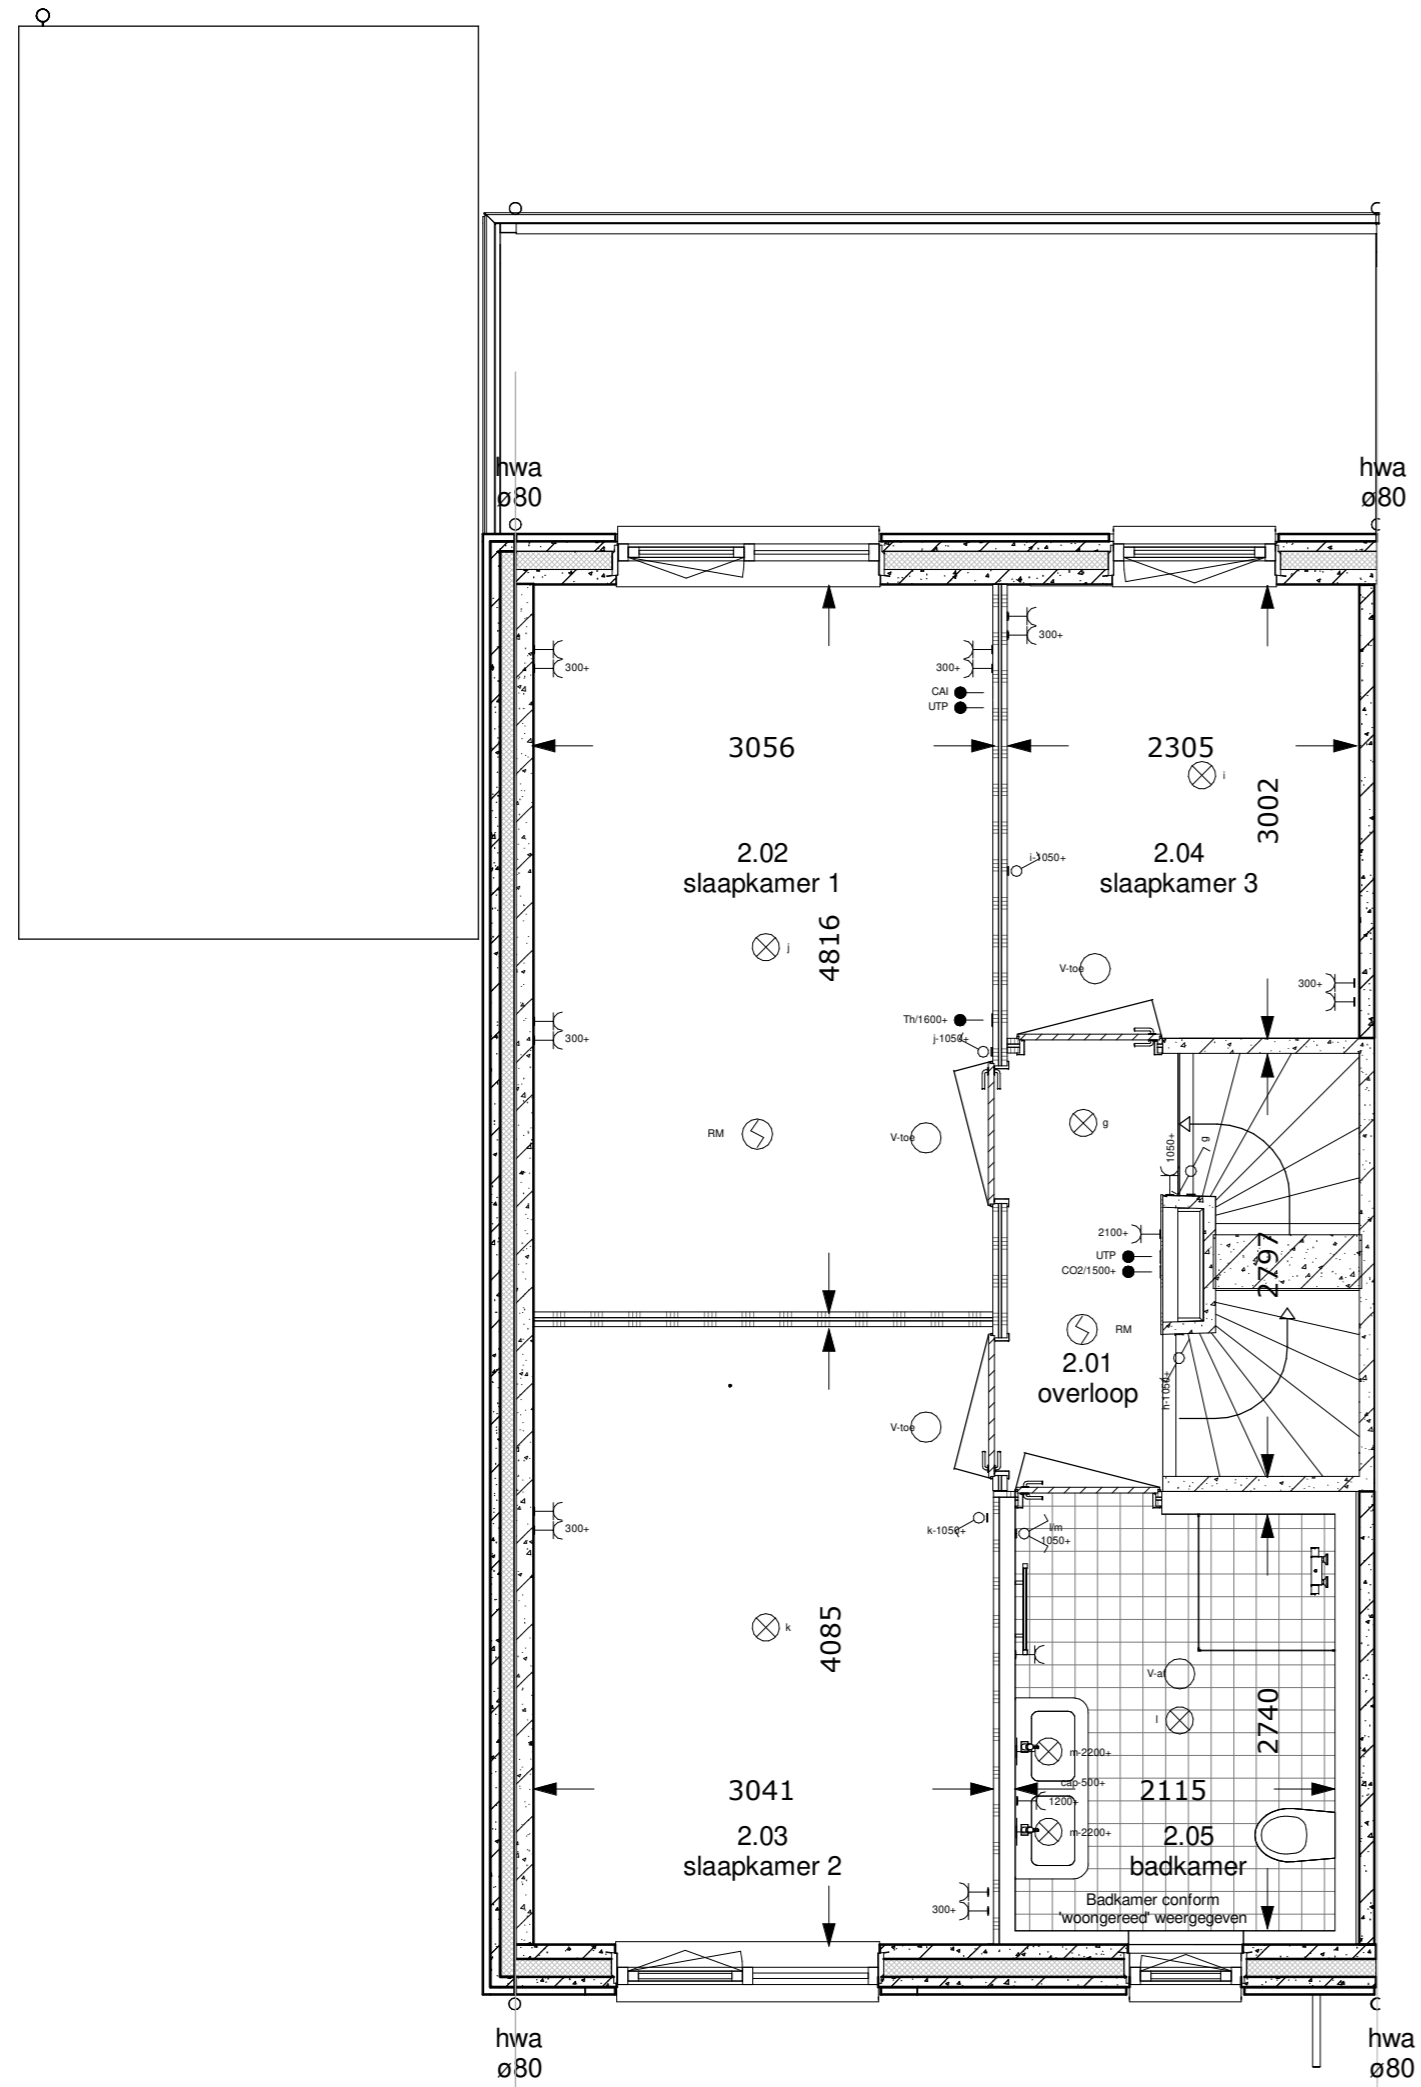 hwa
ø80
hwa
ø80
300+
300+
CAI
UTP
300+
3056
2305
i
3002
2.02
slaapkamer 1
i-1050+
2.04
slaapkamer 3
j
4816
V-toe
300+
Th/1600+
j-1050+
300+
RM
V-toe
g
1050+
g
2100+
UTP
CO2/1500+
2797
RM
2.01
overloop
h-1050+
V-toe
300+
k-1050+
l/m
1050+
k
4085
V-af
l
2740
m-2200+
cap-500+
1200+
m-2200+
3041
2115
2.03
slaapkamer 2
2.05
badkamer
300+
Badkamer conform
'woongereed' weergegeven
hwa
ø80
hwa
ø80